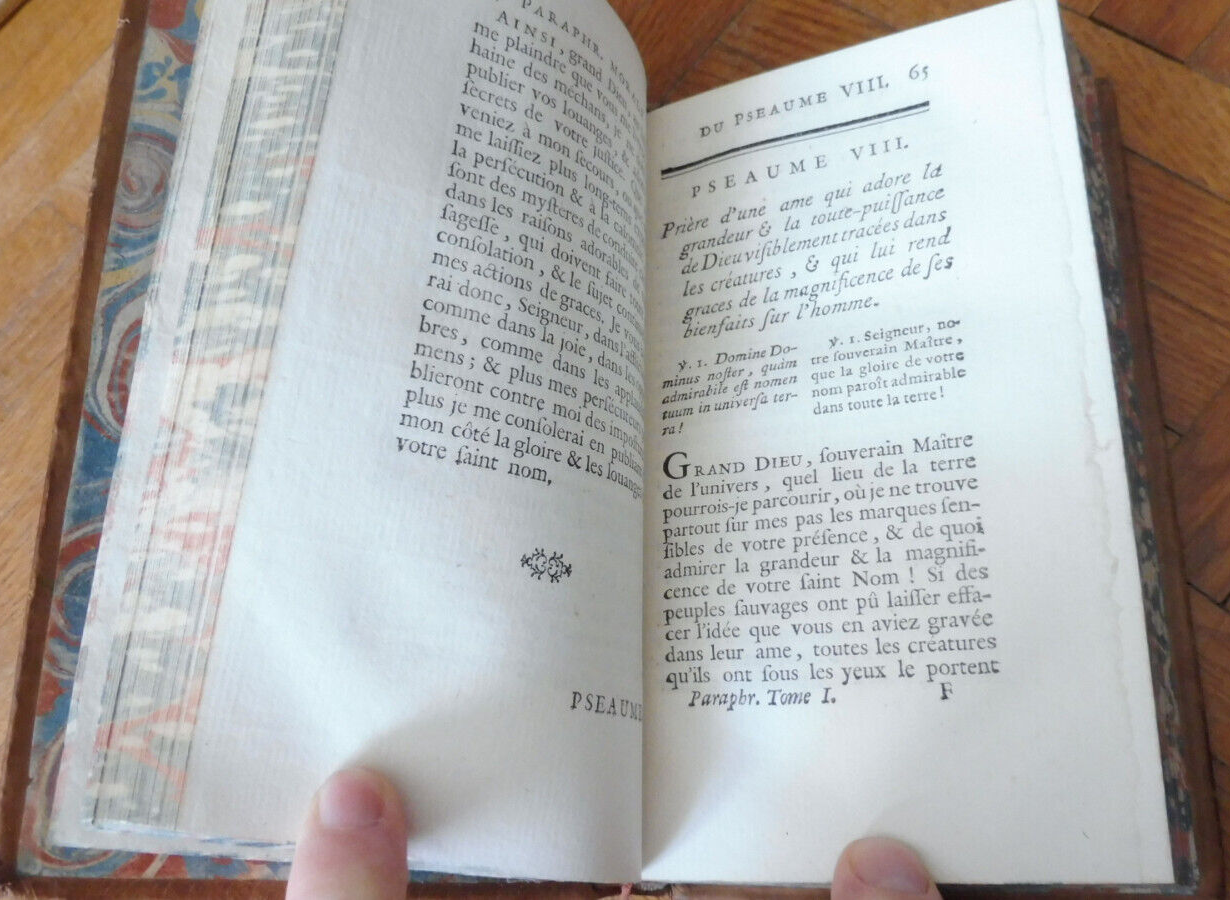 PARAPHR. MORALE
AINSI, grand Dieu,
me plaindre que vous me
haine des méchans, je ne
publier vos louanges, &
ſecrets de votre juſtice. Que
veniez à mon ſecours, ou que
me laiſſiez plus long-tems
la perſécution & à la calomnie
ſont des myſteres de conduite
dans les raiſons adorables de
ſageſſe, qui doivent faire
conſolation, & le ſujet
mes actions de graces. Je vous
rai donc, Seigneur, dans
comme dans la joie, dans les
bres, comme dans les
mens; & plus mes perſécuteurs
blieront contre moi des
plus je me conſolerai en publiant
mon côté la gloire & les louanges
votre ſaint nom.
PSEAUME
DU PSEAUME VIII. 65
PSEAUME VIII.
Prière d'une ame qui adore la
grandeur & la toute-puiſſance
de Dieu viſiblement tracées dans
les créatures, & qui lui rend
graces de la magnificence de ſes
bienfaits ſur l'homme.
℣. 1. Domine Do-
minus noſter, quàm
admirabile eſt nomen
tuum in univerſa ter-
ra!
℣. 1. Seigneur, no-
tre ſouverain Maître,
que la gloire de votre
nom paroît admirable
dans toute la terre!
GRAND DIEU, ſouverain Maître
de l'univers, quel lieu de la terre
pourrois-je parcourir, où je ne trouve
partout ſur mes pas les marques ſen-
ſibles de votre préſence, & de quoi
admirer la grandeur & la magnifi-
cence de votre ſaint Nom! Si des
peuples ſauvages ont pû laiſſer effa-
cer l'idée que vous en aviez gravée
dans leur ame, toutes les créatures
qu'ils ont ſous les yeux le portent
Paraphr. Tome I. F